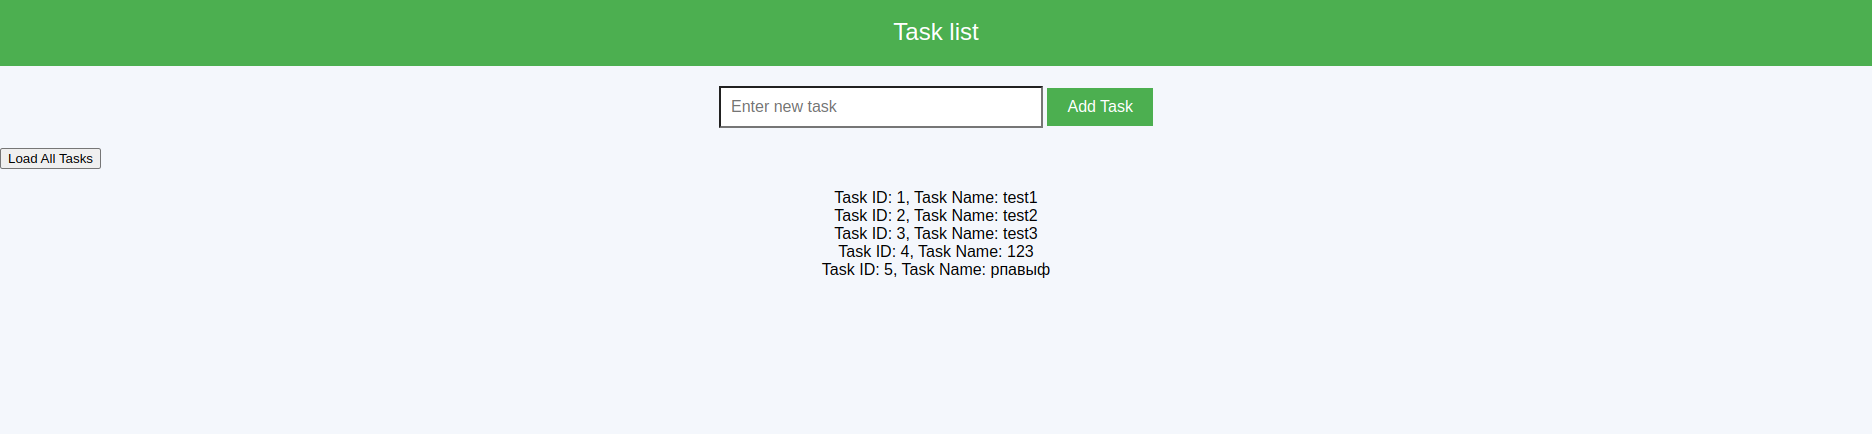 Task list
Enter new task Add Task
Load All Tasks
Task ID: 1, Task Name: test1
Task ID: 2, Task Name: test2
Task ID: 3, Task Name: test3
Task ID: 4, Task Name: 123
Task ID: 5, Task Name: рпавыф